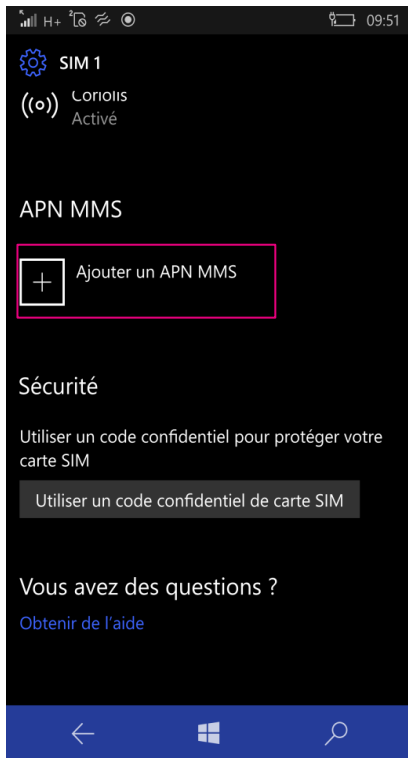 H+ 2 09:51
SIM 1
Coriolis
Activé
APN MMS
Ajouter un APN MMS
Sécurité
Utiliser un code confidentiel pour protéger votre
carte SIM
Utiliser un code confidentiel de carte SIM
Vous avez des questions ?
Obtenir de l'aide